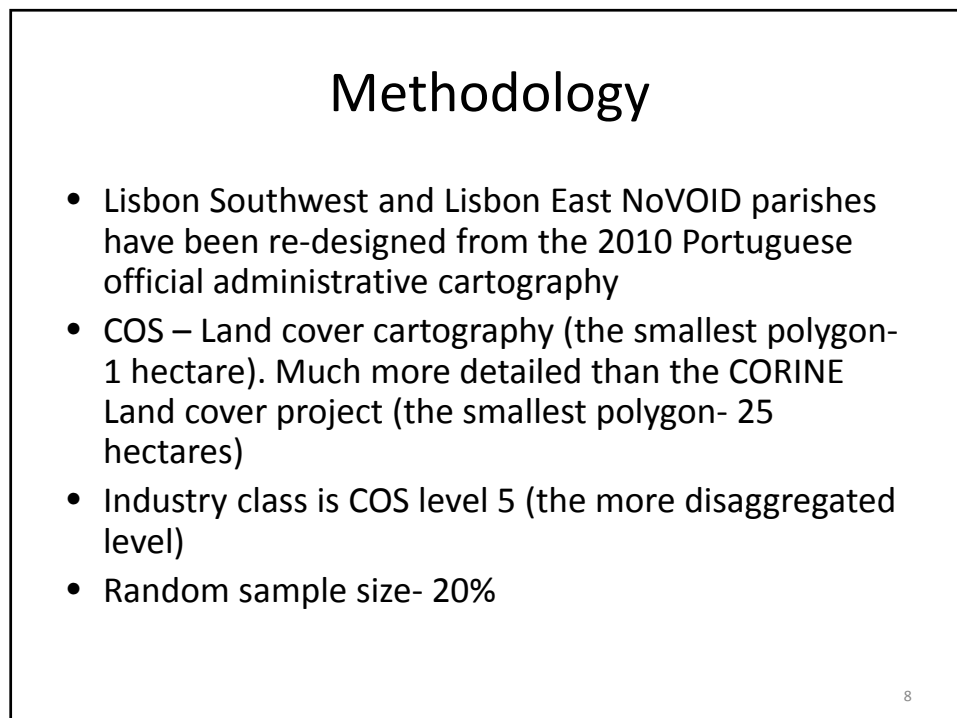 Methodology
• Lisbon Southwest and Lisbon East NoVOID parishes
have been re-designed from the 2010 Portuguese
official administrative cartography
• COS – Land cover cartography (the smallest polygon-
1 hectare). Much more detailed than the CORINE
Land cover project (the smallest polygon- 25
hectares)
• Industry class is COS level 5 (the more disaggregated
level)
• Random sample size- 20%
8